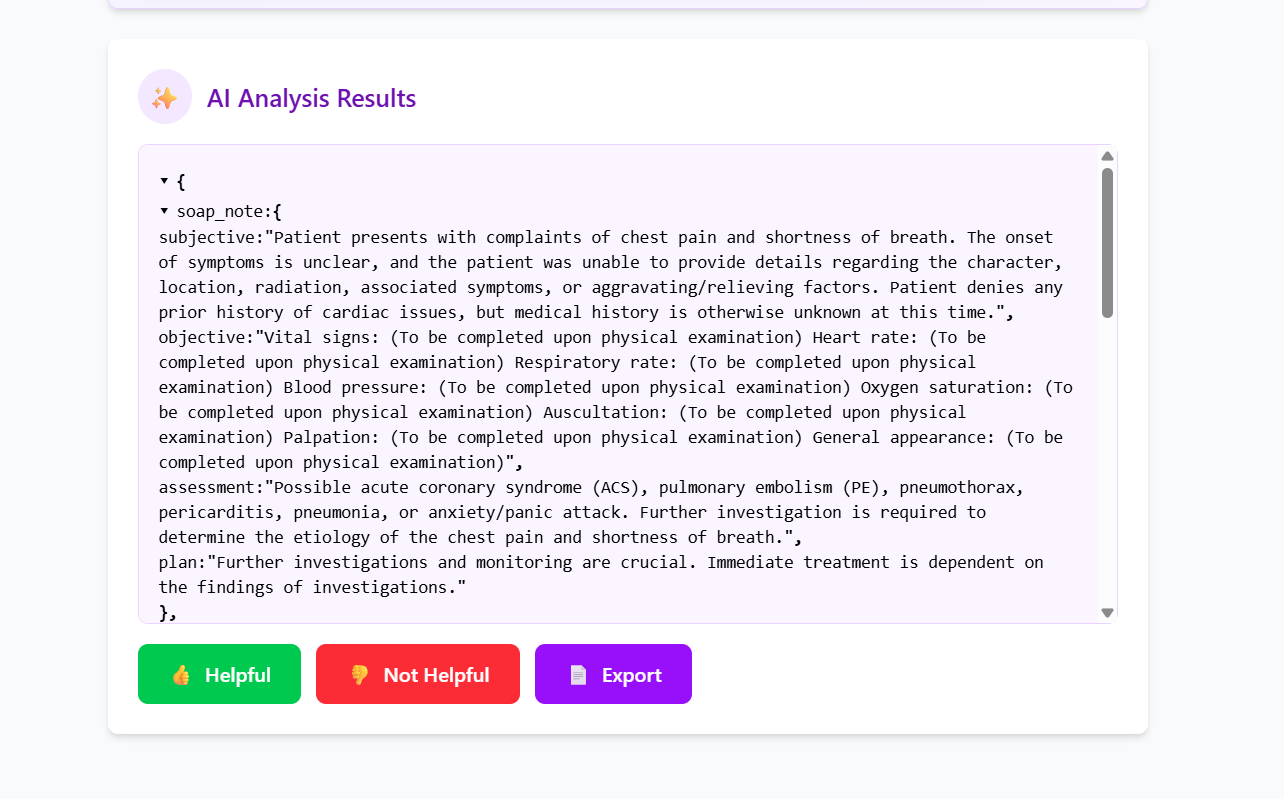 AI Analysis Results
{
soap_note:{
subjective:"Patient presents with complaints of chest pain and shortness of breath. The onset
of symptoms is unclear, and the patient was unable to provide details regarding the character,
location, radiation, associated symptoms, or aggravating/relieving factors. Patient denies any
prior history of cardiac issues, but medical history is otherwise unknown at this time.",
objective:"Vital signs: (To be completed upon physical examination) Heart rate: (To be
completed upon physical examination) Respiratory rate: (To be completed upon physical
examination) Blood pressure: (To be completed upon physical examination) Oxygen saturation: (To
be completed upon physical examination) Auscultation: (To be completed upon physical
examination) Palpation: (To be completed upon physical examination) General appearance: (To be
completed upon physical examination)",
assessment:"Possible acute coronary syndrome (ACS), pulmonary embolism (PE), pneumothorax,
pericarditis, pneumonia, or anxiety/panic attack. Further investigation is required to
determine the etiology of the chest pain and shortness of breath.",
plan:"Further investigations and monitoring are crucial. Immediate treatment is dependent on
the findings of investigations."
},
Helpful
Not Helpful
Export